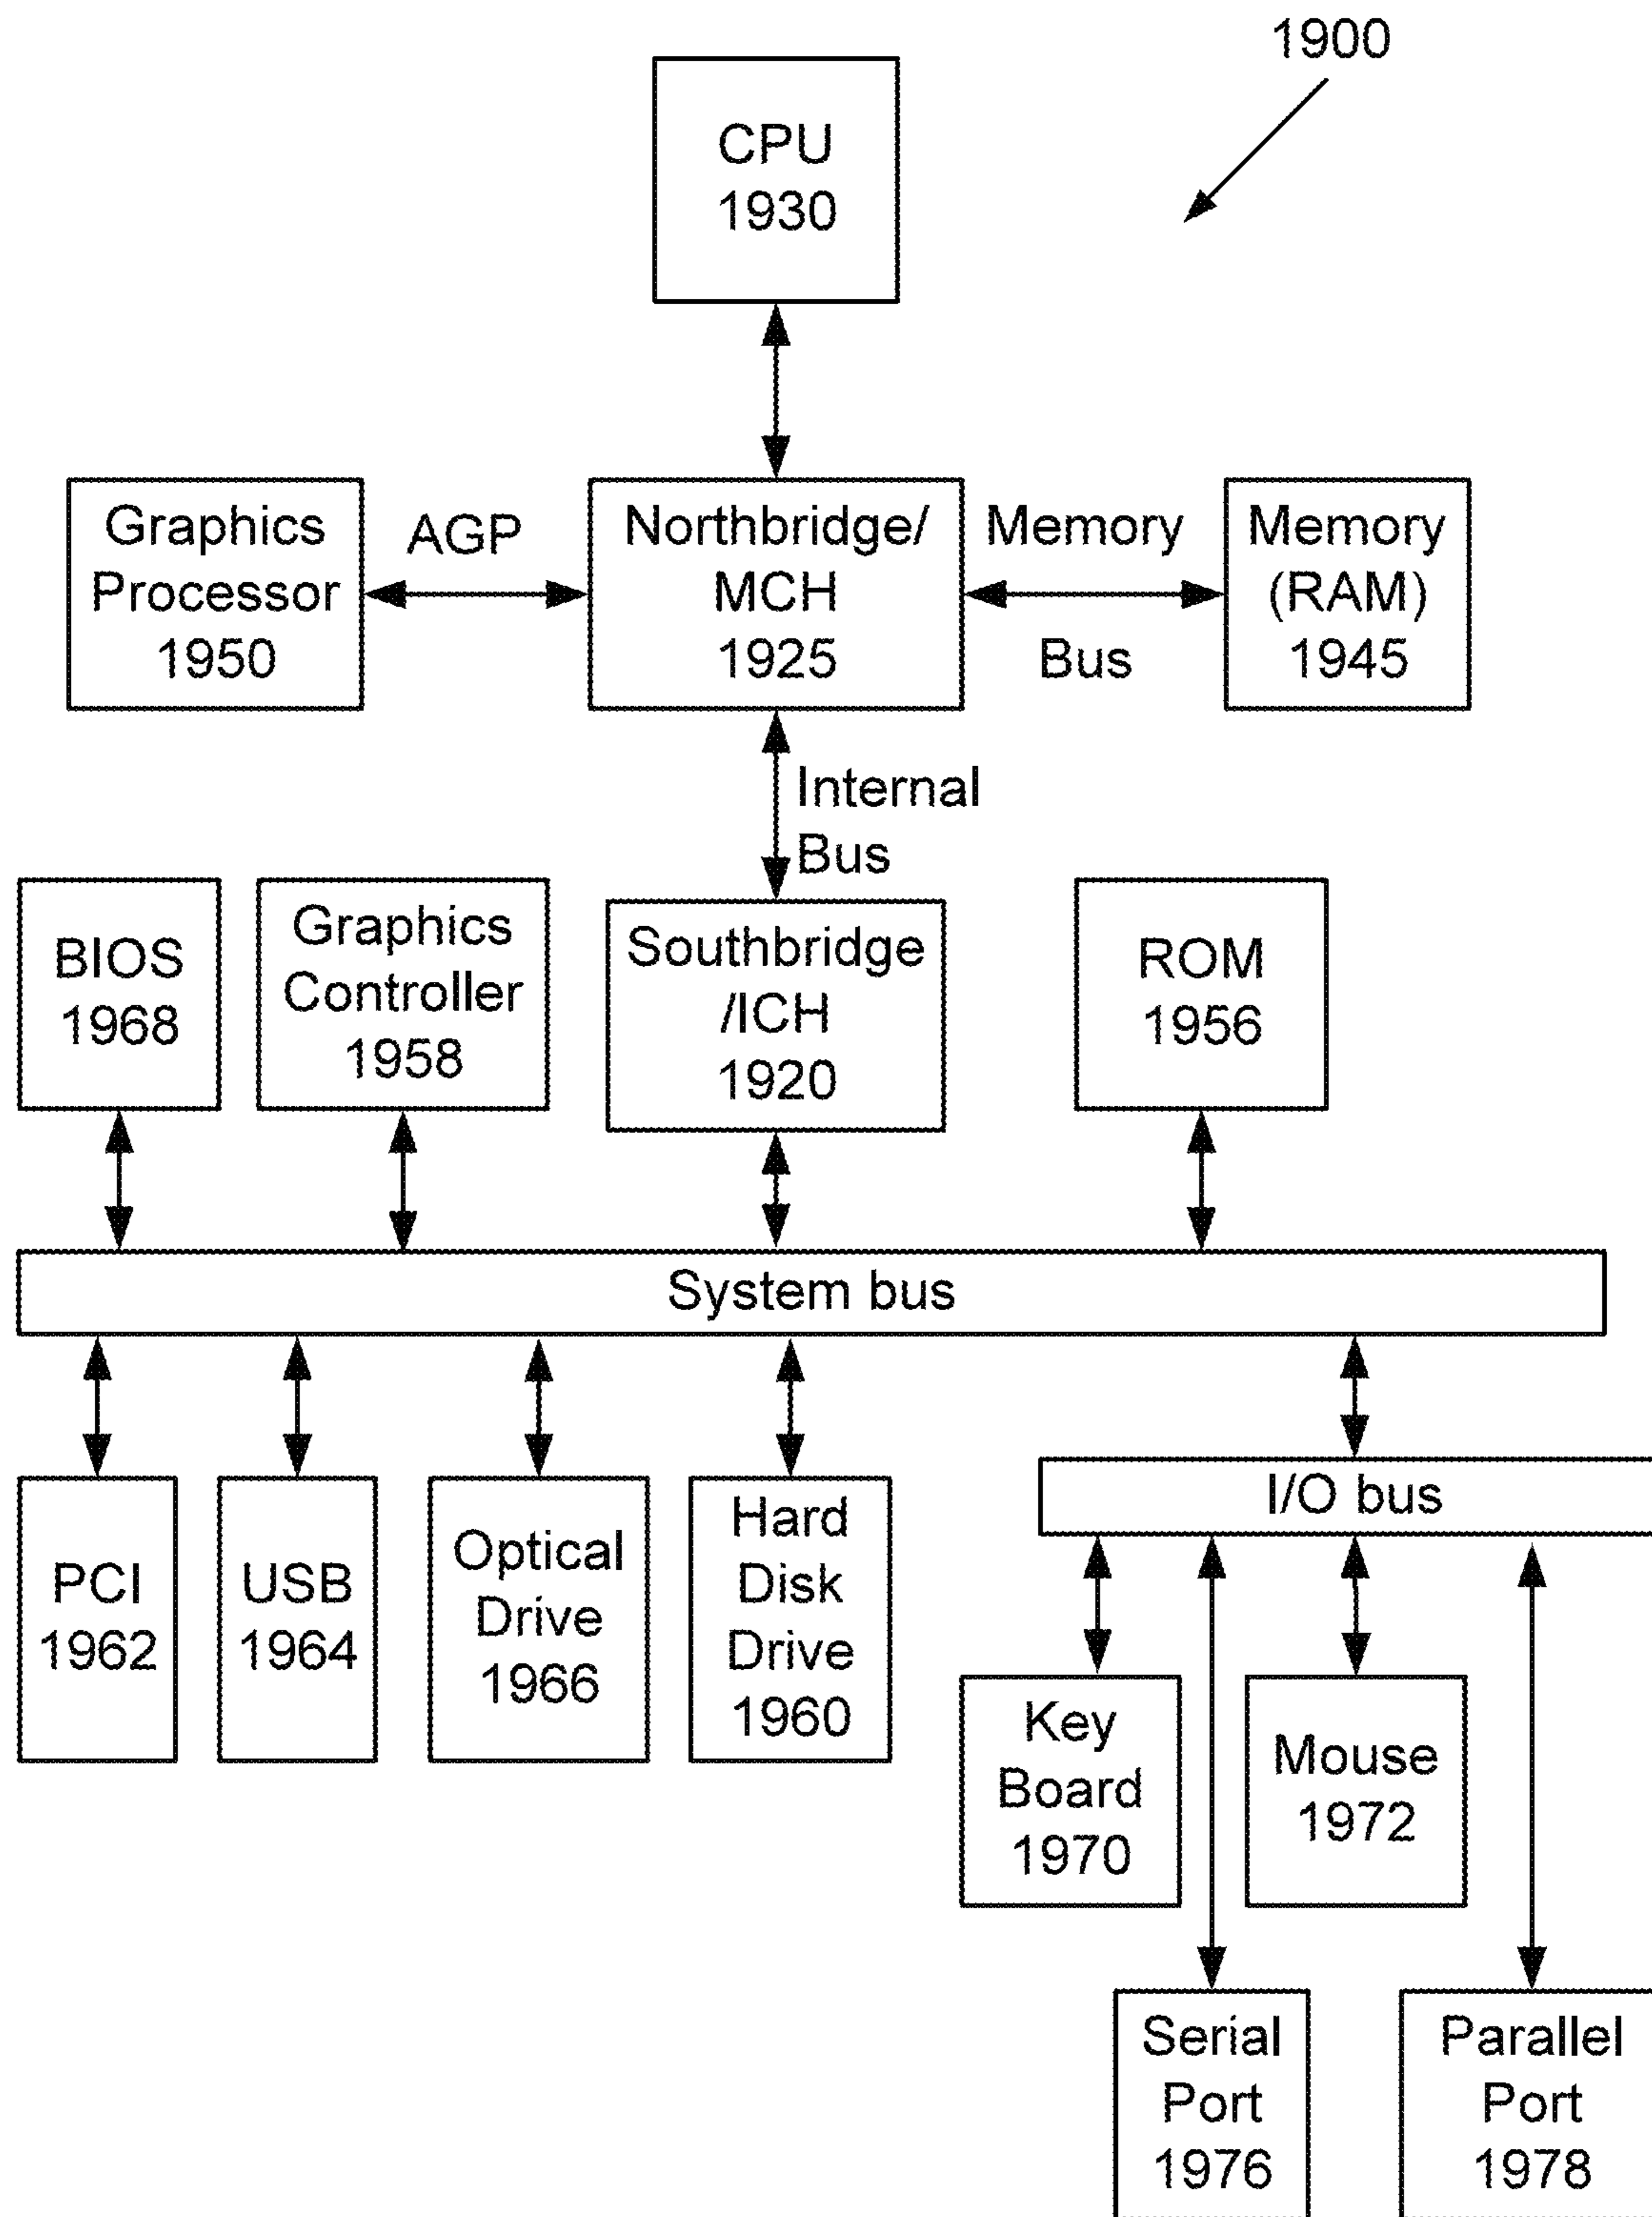 1900
CPU
1930
Graphics
Processor
1950
AGP
Northbridge/
MCH
1925
Memory
Bus
Memory
(RAM)
1945
Internal
Bus
BIOS
1968
Graphics
Controller
1958
Southbridge
/ICH
1920
ROM
1956
System bus
PCI
1962
USB
1964
Optical
Drive
1966
Hard
Disk
Drive
1960
I/O bus
Key
Board
1970
Mouse
1972
Serial
Port
1976
Parallel
Port
1978